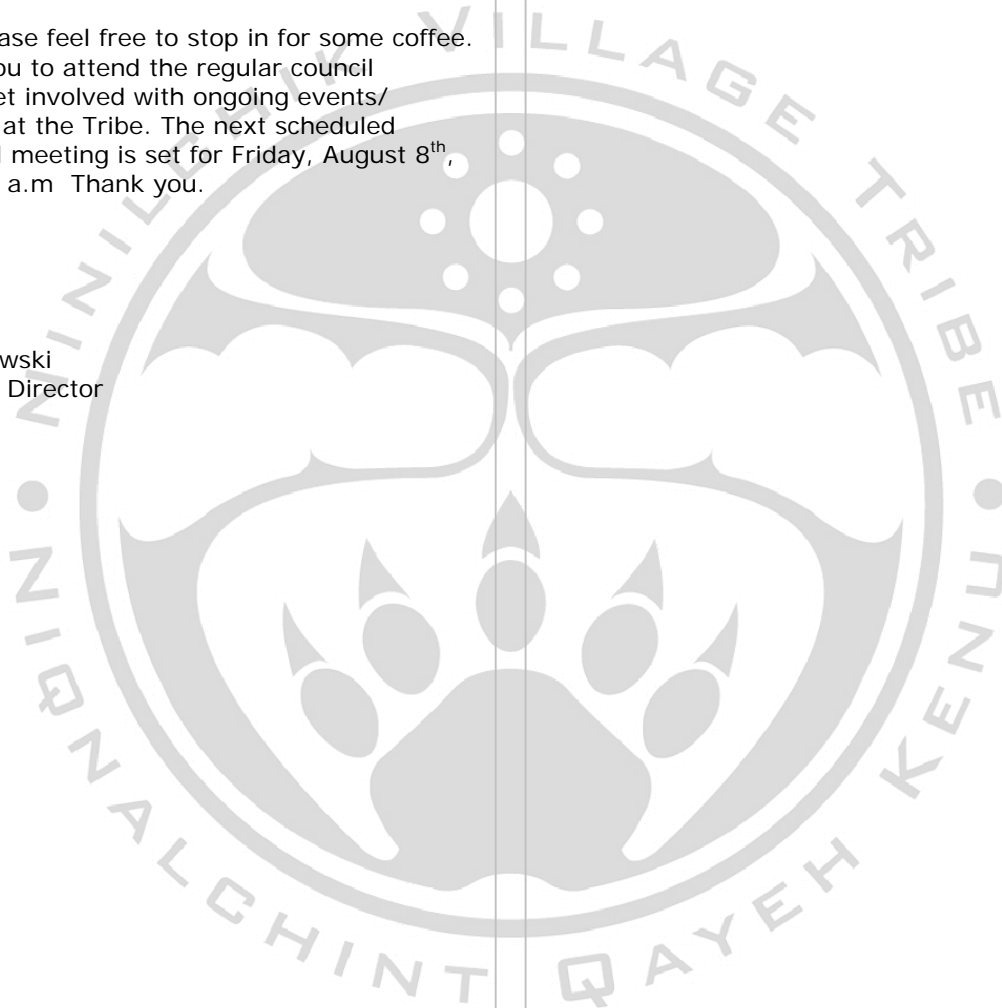 ase feel free to stop in for some coffee.
ou to attend the regular council
et involved with ongoing events/
at the Tribe. The next scheduled
l meeting is set for Friday, August 8th,
a.m Thank you.
wski
Director
NINILCHIK VILLAGE TRIBE
NIQNALCHINT QAYEH KENU